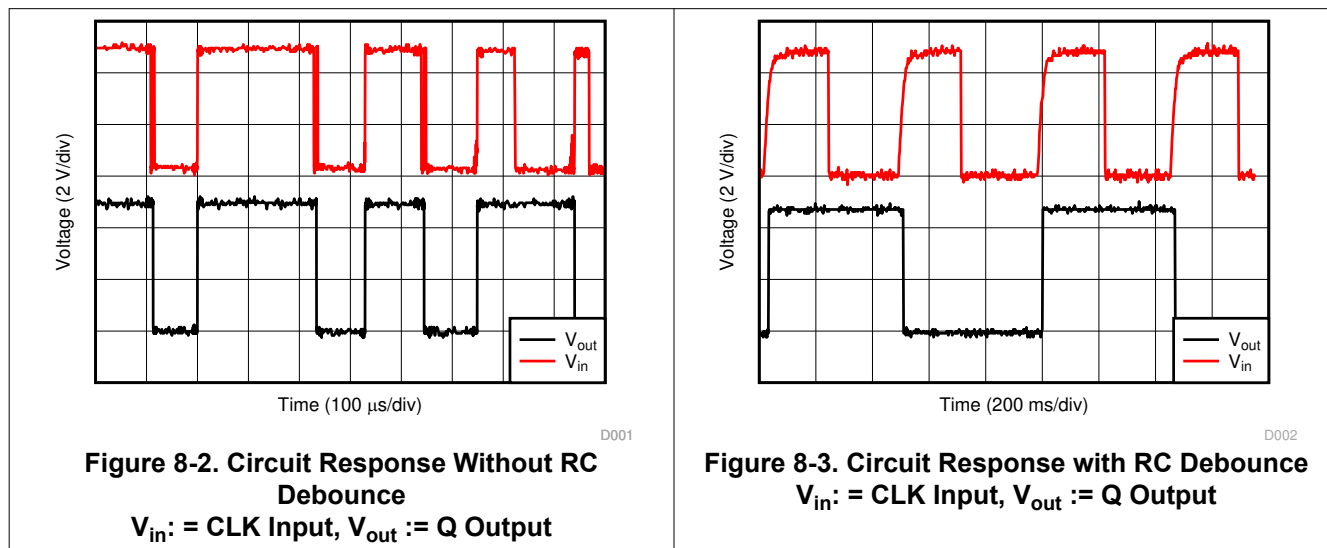 Voltage (2 V/div)
Vout
Vin
Time (100 μs/div)
D001
Figure 8-2. Circuit Response Without RC
Debounce
Vin: = CLK Input, Vout := Q Output
Voltage (2 V/div)
Vout
Vin
Time (200 ms/div)
D002
Figure 8-3. Circuit Response with RC Debounce
Vin: = CLK Input, Vout := Q Output